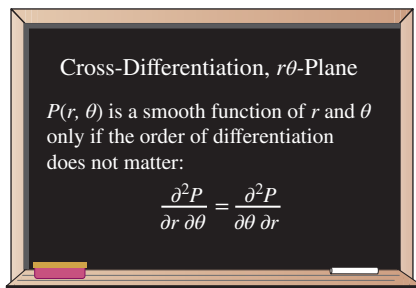 Cross-Differentiation, rθ-Plane
P(r, θ) is a smooth function of r and θ
only if the order of differentiation
does not matter:
∂²P/∂r ∂θ = ∂²P/∂θ ∂r